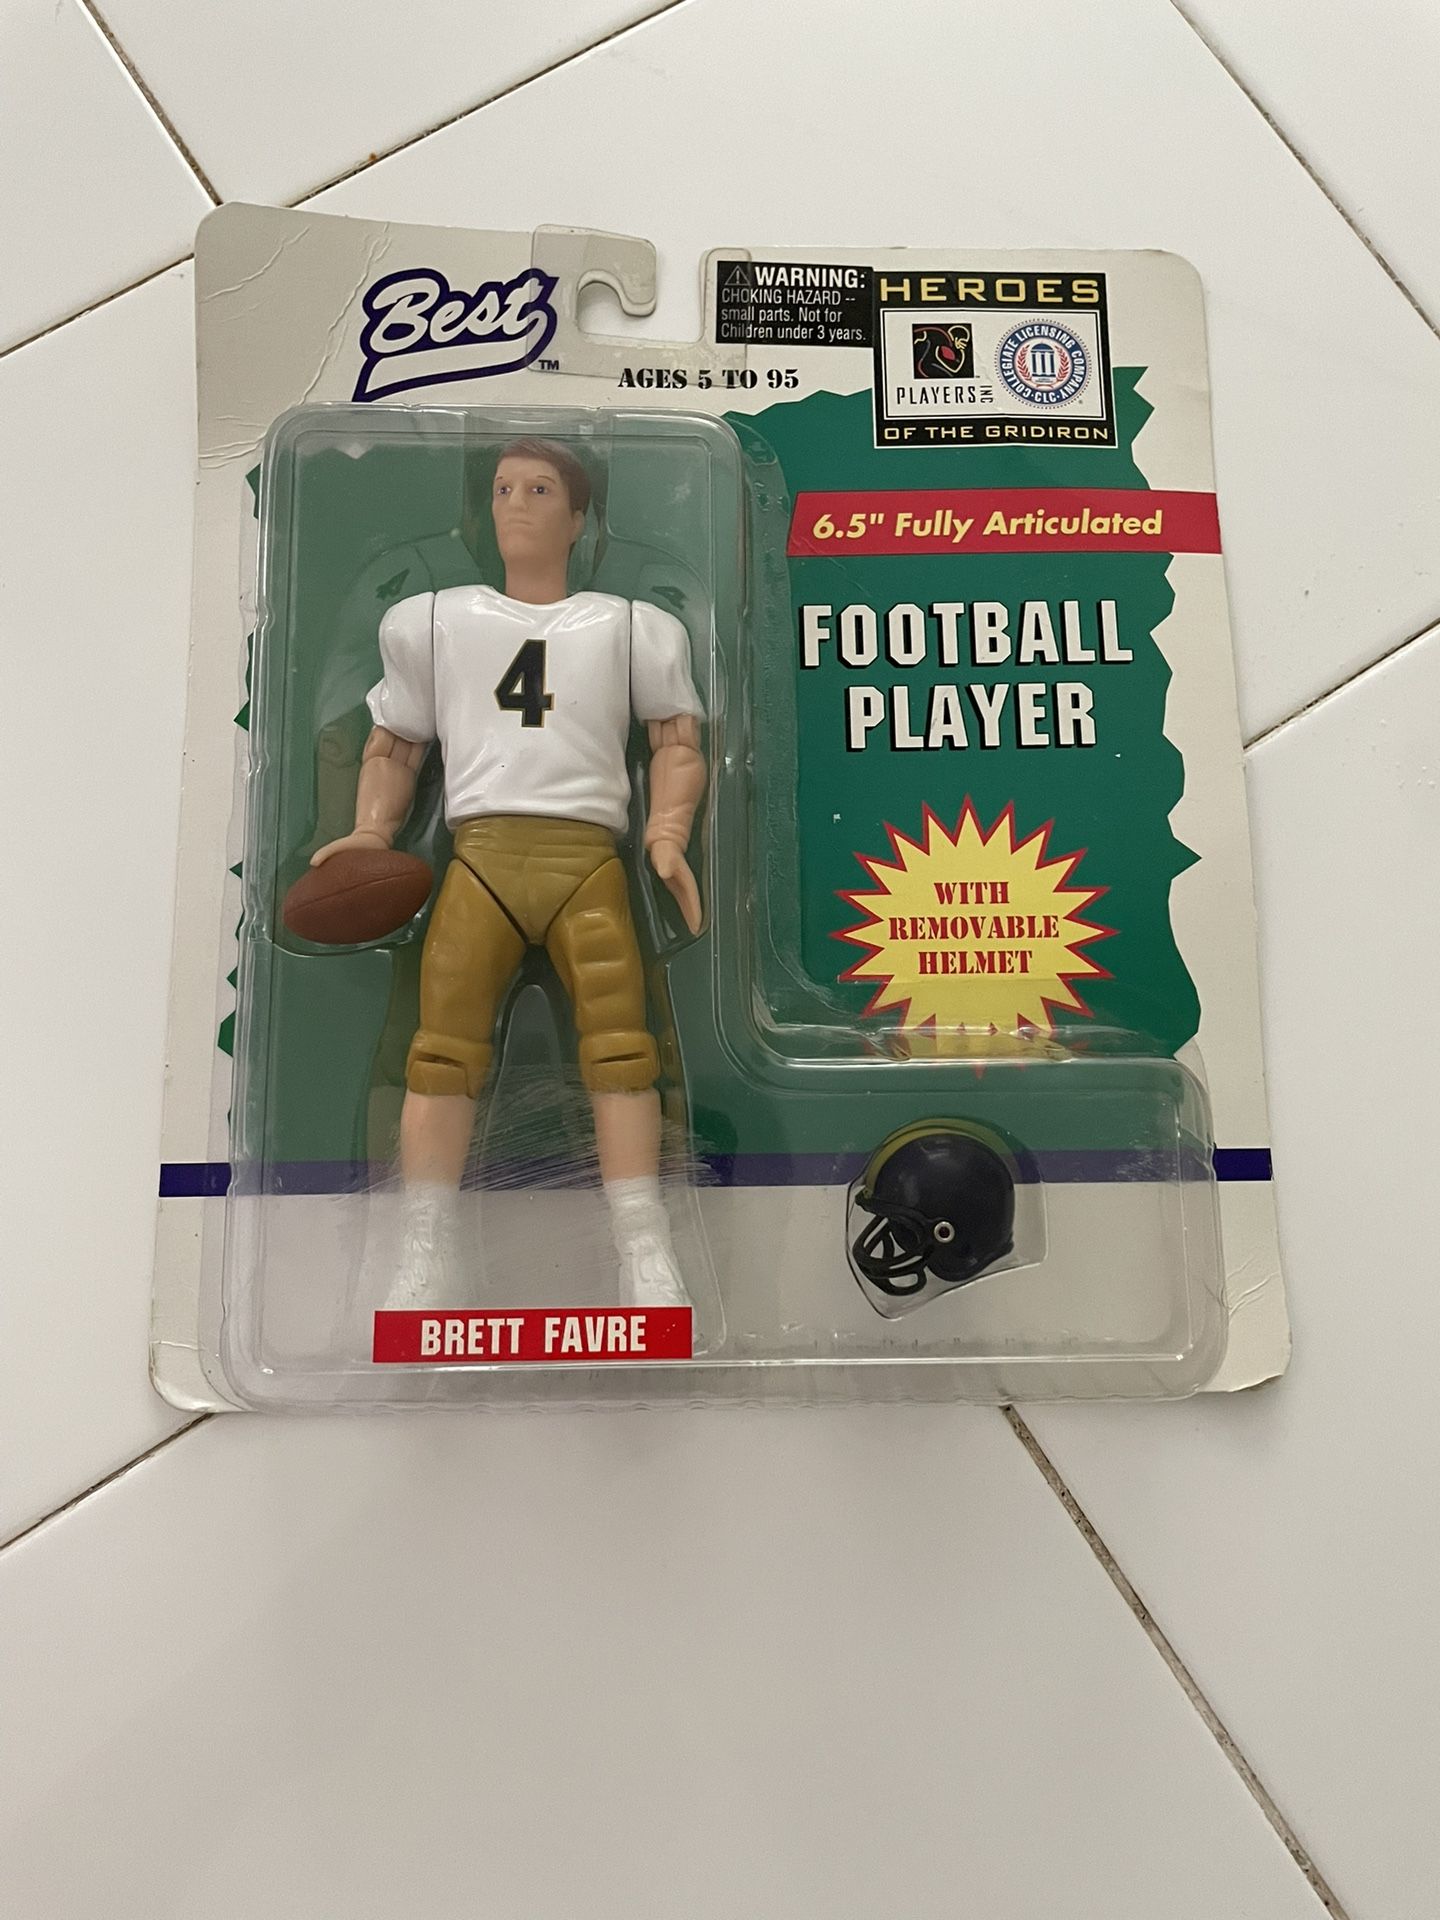 Best
TM
AGES 5 TO 95
WARNING:
CHOKING HAZARD --
small parts. Not for
Children under 3 years.
HEROES
PLAYERS INC
COLLEGIATE LICENSING COMPANY
·CLC·
OF THE GRIDIRON
6.5" Fully Articulated
FOOTBALL
PLAYER
4
4
4
WITH
REMOVABLE
HELMET
BRETT FAVRE